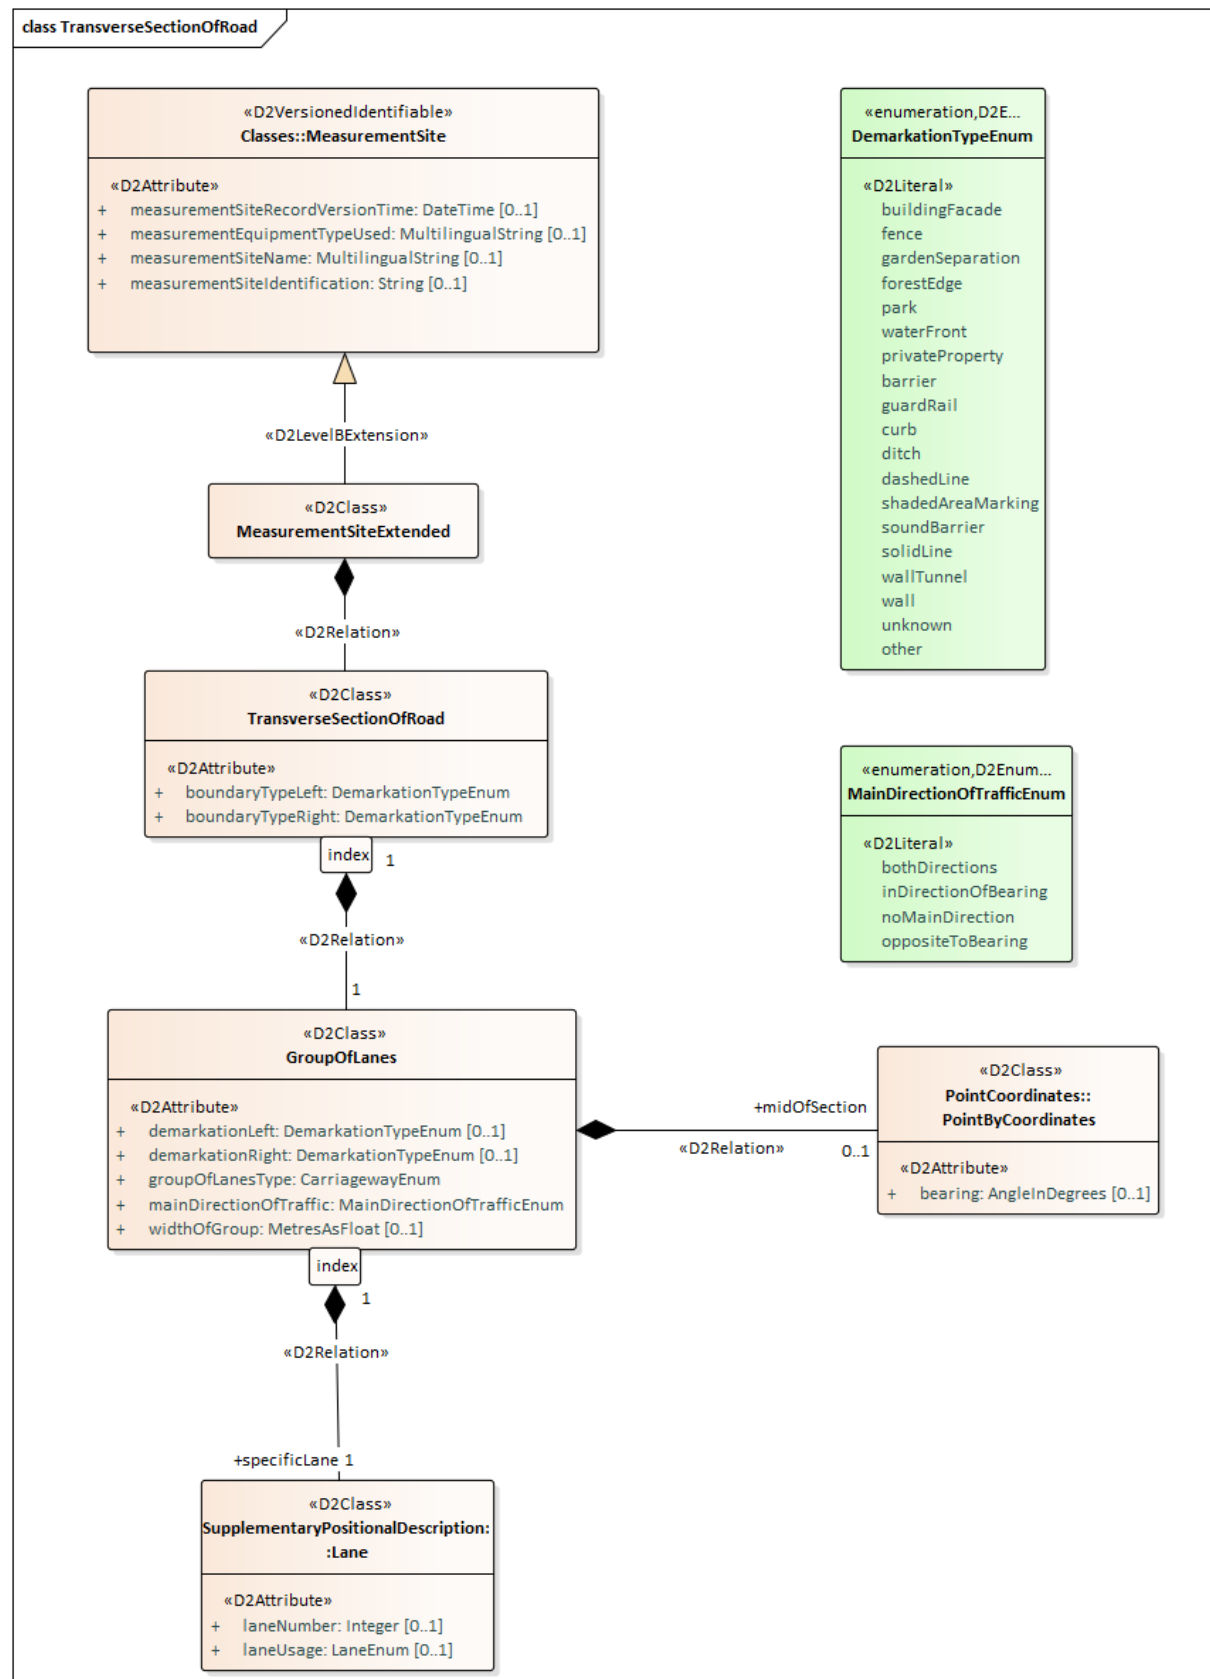 class TransverseSectionOfRoad
«D2VersionedIdentifiable»
Classes::MeasurementSite
«D2Attribute»
+ measurementSiteRecordVersionTime: DateTime [0..1]
+ measurementEquipmentTypeUsed: MultilingualString [0..1]
+ measurementSiteName: MultilingualString [0..1]
+ measurementSiteIdentification: String [0..1]
«D2LevelBExtension»
«D2Class»
MeasurementSiteExtended
«D2Relation»
«D2Class»
TransverseSectionOfRoad
«D2Attribute»
+ boundaryTypeLeft: DemarkationTypeEnum
+ boundaryTypeRight: DemarkationTypeEnum
index
1
«D2Relation»
1
«D2Class»
GroupOfLanes
«D2Attribute»
+ demarkationLeft: DemarkationTypeEnum [0..1]
+ demarkationRight: DemarkationTypeEnum [0..1]
+ groupOfLanesType: CarriagewayEnum
+ mainDirectionOfTraffic: MainDirectionOfTrafficEnum
+ widthOfGroup: MetresAsFloat [0..1]
index
1
«D2Relation»
+specificLane 1
«D2Class»
SupplementaryPositionalDescription:
:Lane
«D2Attribute»
+ laneNumber: Integer [0..1]
+ laneUsage: LaneEnum [0..1]
«enumeration,D2E...
DemarkationTypeEnum
«D2Literal»
buildingFacade
fence
gardenSeparation
forestEdge
park
waterFront
privateProperty
barrier
guardRail
curb
ditch
dashedLine
shadedAreaMarking
soundBarrier
solidLine
wallTunnel
wall
unknown
other
«enumeration,D2Enum...
MainDirectionOfTrafficEnum
«D2Literal»
bothDirections
inDirectionOfBearing
noMainDirection
oppositeToBearing
+midOfSection
«D2Relation»
0..1
«D2Class»
PointCoordinates::
PointByCoordinates
«D2Attribute»
+ bearing: AngleInDegrees [0..1]